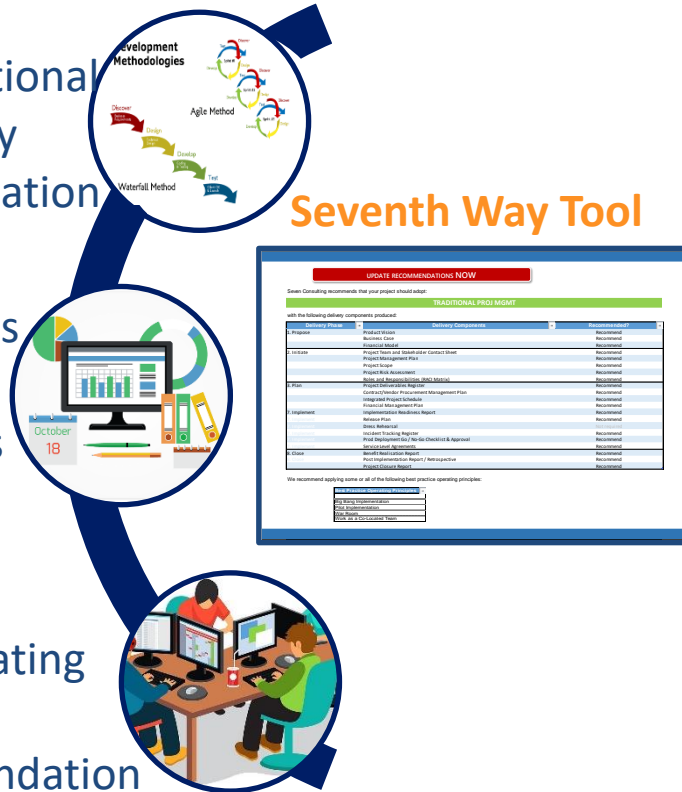 tional
y
ation
s
s
ating
ndation
evelopment
Methodologies
Agile Method
Discover
Design
Develop
Test
Waterfall Method
October
18
Seventh Way Tool
UPDATE RECOMMENDATIONS NOW
Seven Consulting recommends that your project should adopt:
TRADITIONAL PROJ MGMT
with the following delivery components produced:
Delivery Phase Delivery Components Recommended?
1. Propose Product Vision Recommend
Business Case Recommend
Financial Model Recommend
2. Initiate Project Team and Stakeholder Contact Sheet Recommend
Project Management Plan Recommend
Project Scope Recommend
Project Risk Assessment Recommend
Roles and Responsibilities (RACI Matrix) Recommend
3. Plan Project Deliverables Register Recommend
Contract/Vendor Procurement Management Plan Recommend
Integrated Project Schedule Recommend
Financial Management Plan Recommend
7. Implement Implementation Readiness Report Recommend
Release Plan Recommend
Dress Rehearsal
Incident Tracking Register Recommend
Prod Deployment Go / No-Go Checklist & Approval Recommend
Service Level Agreements Recommend
8. Close Benefit Realisation Report Recommend
Post Implementation Report / Retrospective Recommend
Project Closure Report Recommend
We recommend applying some or all of the following best practice operating principles:
Best Practice Operating Principles
Big Bang Implementation
Pilot Implementation
War Room
Work as a Co-Located Team